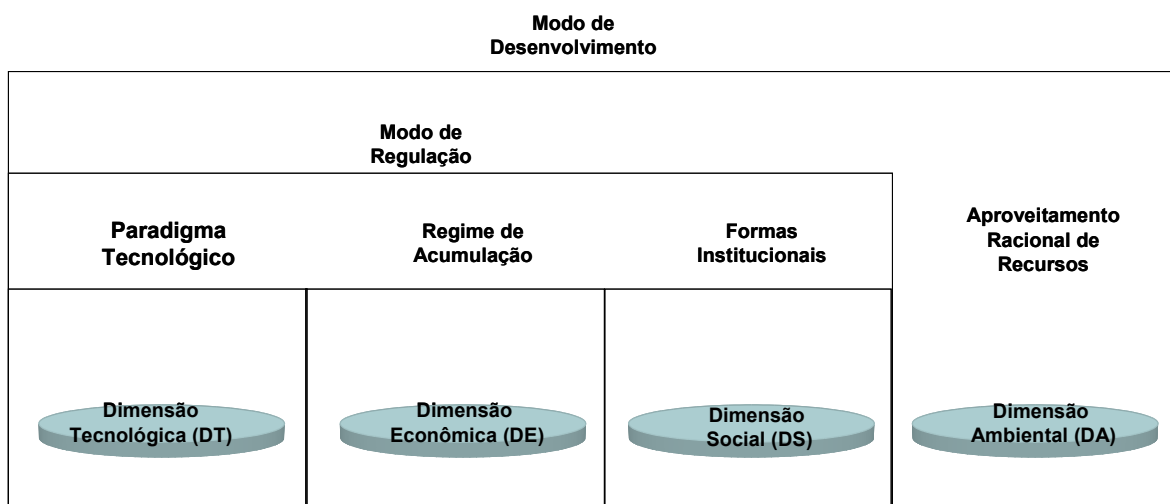 Modo de
Desenvolvimento
Modo de
Regulação
Paradigma
Tecnológico
Regime de
Acumulação
Formas
Institucionais
Aproveitamento
Racional de
Recursos
Dimensão
Tecnológica (DT)
Dimensão
Econômica (DE)
Dimensão
Social (DS)
Dimensão
Ambiental (DA)